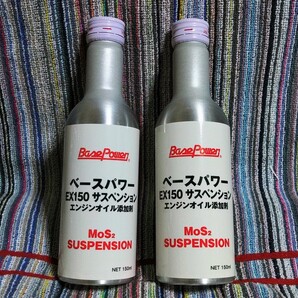 BasePower
ベースパワー
EX150 サスペンション
エンジンオイル添加剤
MoS₂
SUSPENSION
NET 150ml
BasePower
ベースパワー
EX150 サスペンション
エンジンオイル添加剤
MoS₂
SUSPENSION
NET 150ml